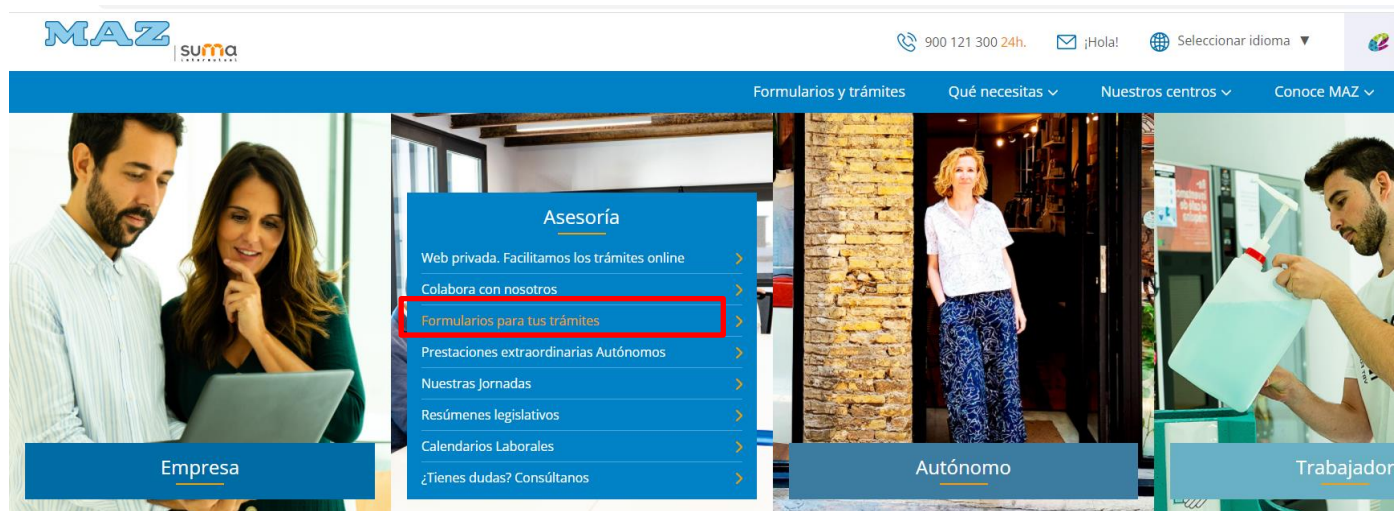 MAZ
suma
intermutual
900 121 300 24h.
¡Hola!
Seleccionar idioma ▼
Formularios y trámites
Qué necesitas
Nuestros centros
Conoce MAZ
Asesoría
Web privada. Facilitamos los trámites online
Colabora con nosotros
Formularios para tus trámites
Prestaciones extraordinarias Autónomos
Nuestras Jornadas
Resúmenes legislativos
Calendarios Laborales
¿Tienes dudas? Consúltanos
Empresa
Autónomo
Trabajador